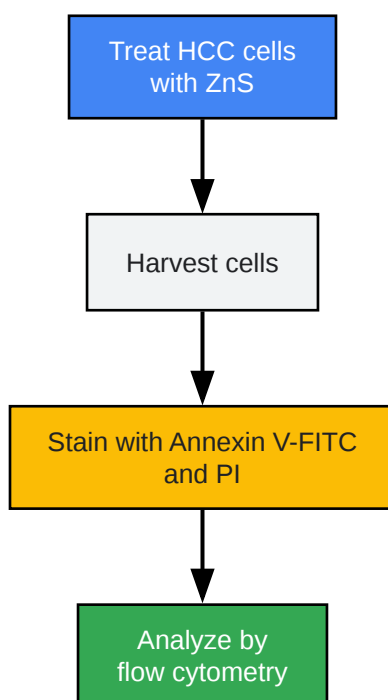 Treat HCC cells
with ZnS
Harvest cells
Stain with Annexin V-FITC
and PI
Analyze by
flow cytometry